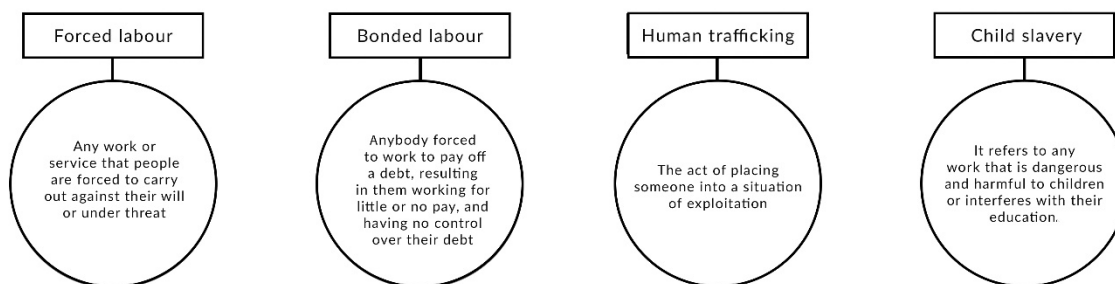 Forced labour
Any work or
service that people
are forced to carry
out against their will
or under threat
Bonded labour
Anybody forced
to work to pay off
a debt, resulting
in them working for
little or no pay, and
having no control
over their debt
Human trafficking
The act of placing
someone into a situation
of exploitation
Child slavery
It refers to any
work that is dangerous
and harmful to children
or interferes with their
education.